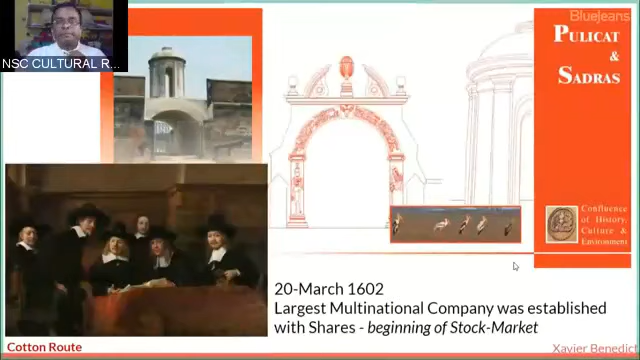 NSC CULTURAL R...
BlueJeans
PULICAT
&
SADRAS
Confluence
of History,
Culture &
Environment
20-March 1602
Largest Multinational Company was established
with Shares - beginning of Stock-Market
Cotton Route
Xavier Benedict